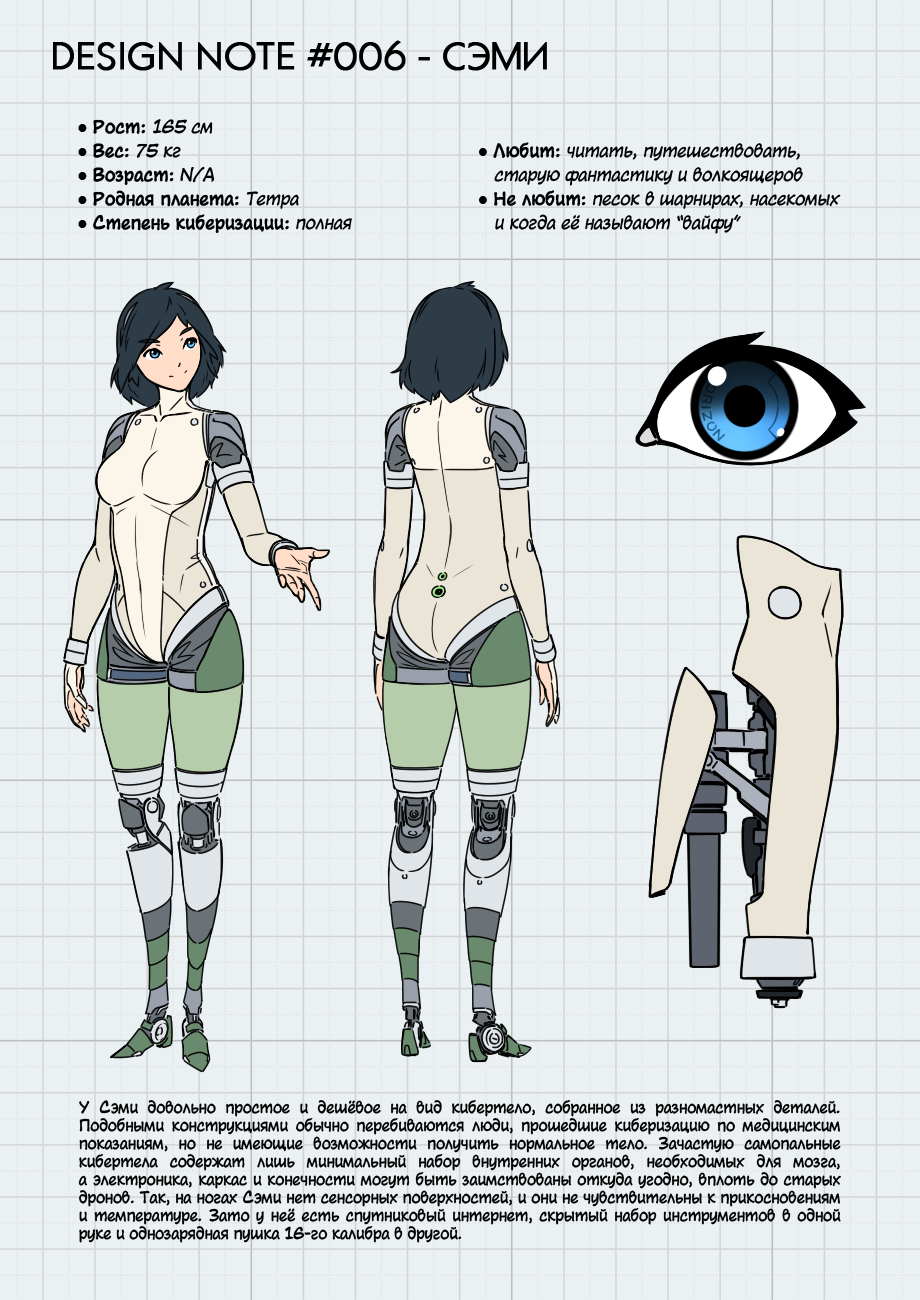 DESIGN NOTE #006 - СЭМИ
● Рост: 165 см
● Вес: 75 кг
● Возраст: N/A
● Родная планета: Тетра
● Степень киберизации: полная
● Любит: читать, путешествовать,
старую фантастику и волкоящеров
● Не любит: песок в шарнирах, насекомых
и когда её называют “вайфу”
ORIZON
У Сэми довольно простое и дешёвое на вид кибертело, собранное из разномастных деталей.
Подобными конструкциями обычно перебиваются люди, прошедшие киберизацию по медицинским
показаниям, но не имеющие возможности получить нормальное тело. Зачастую самопальные
кибертела содержат лишь минимальный набор внутренних органов, необходимых для мозга,
а электроника, каркас и конечности могут быть заимствованы откуда угодно, вплоть до старых
дронов. Так, на ногах Сэми нет сенсорных поверхностей, и они не чувствительны к прикосновениям
и температуре. Зато у неё есть спутниковый интернет, скрытый набор инструментов в одной
руке и однозарядная пушка 16-го калибра в другой.